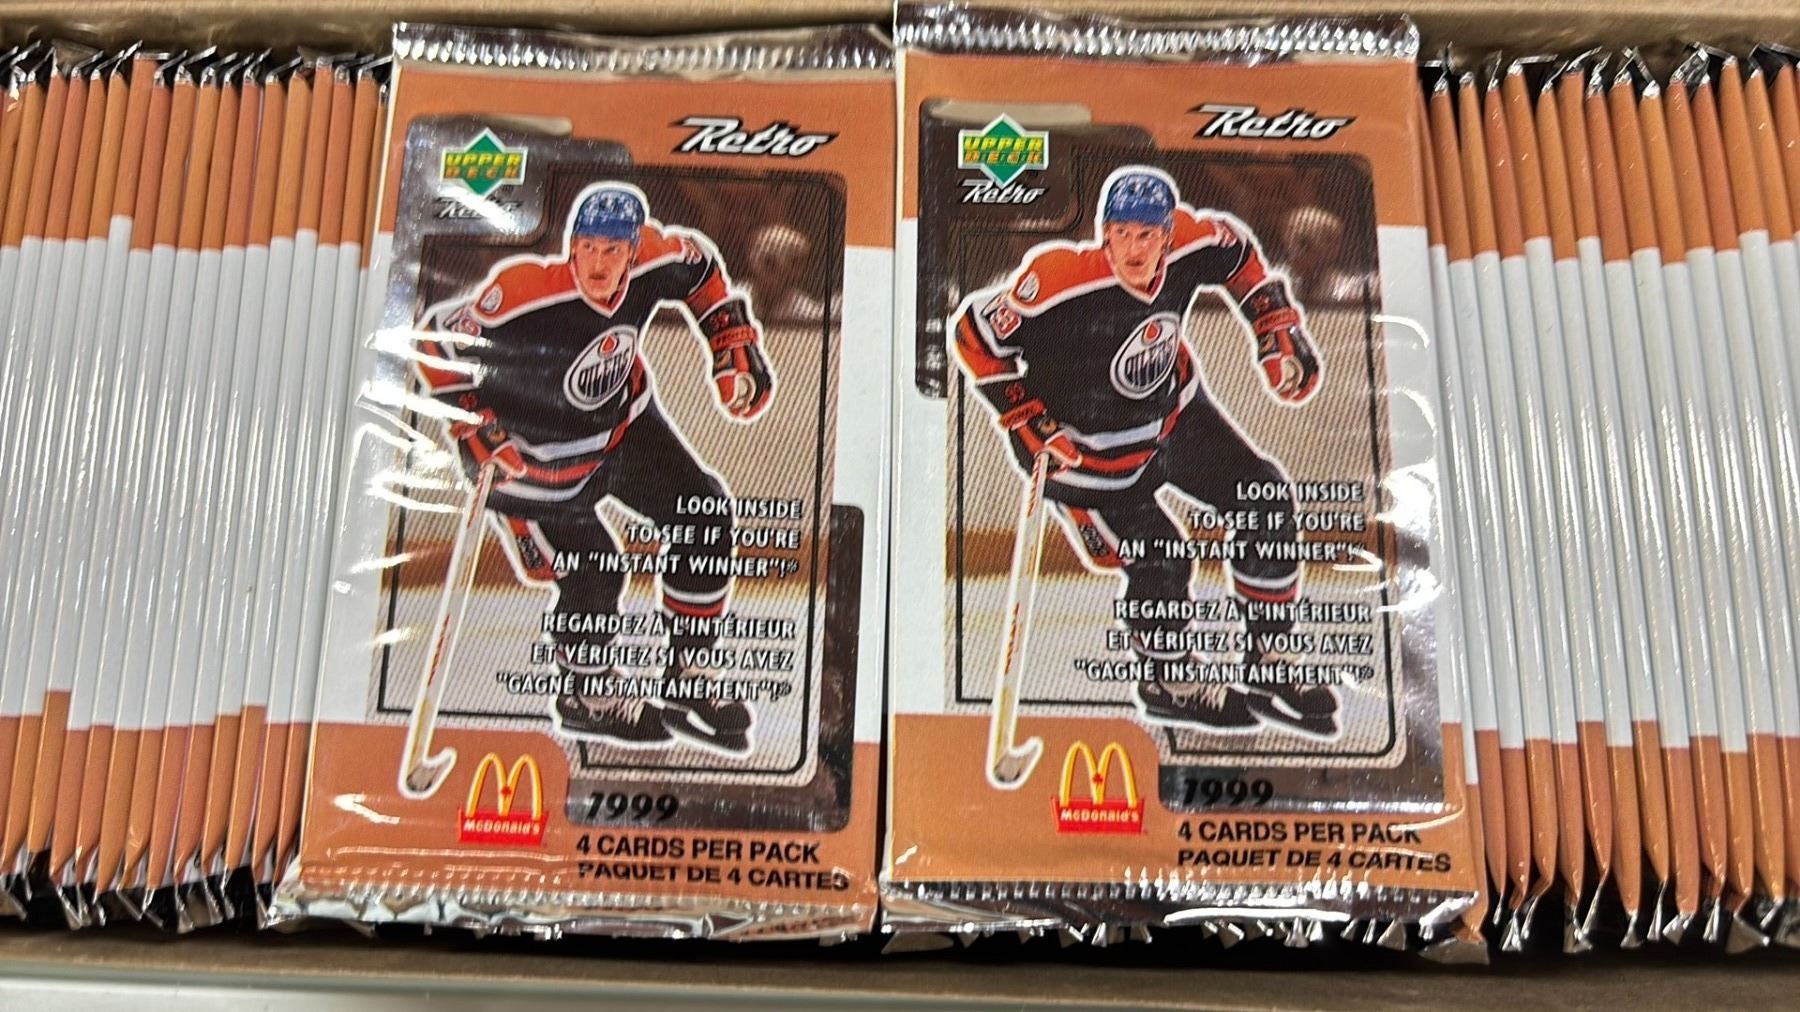 Retro
UPPER
DECK
Retro
OILERS
LOOK INSIDE
TO SEE IF YOU'RE
AN "INSTANT WINNER"!*
REGARDEZ À L'INTÉRIEUR
ET VÉRIFIEZ SI VOUS AVEZ
"GAGNÉ INSTANTANÉMENT"!*
McDonald's
1999
4 CARDS PER PACK
PAQUET DE 4 CARTES
Retro
UPPER
DECK
Retro
99
OILERS
LOOK INSIDE
TO SEE IF YOU'RE
AN "INSTANT WINNER"!*
REGARDEZ À L'INTÉRIEUR
ET VÉRIFIEZ SI VOUS AVEZ
"GAGNÉ INSTANTANÉMENT"!*
McDonald's
1999
4 CARDS PER PACK
PAQUET DE 4 CARTES